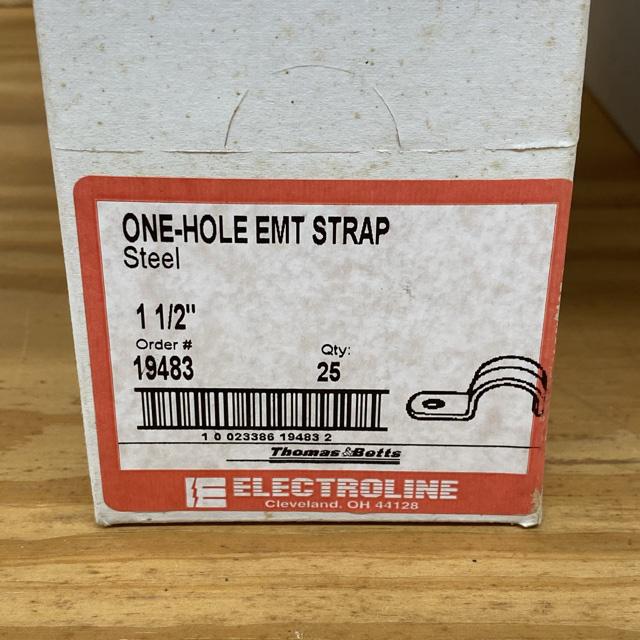 ONE-HOLE EMT STRAP
Steel
1 1/2"
Order #
19483
Qty:
25
1 0 023386 19483 2
Thomas & Betts
E ELECTROLINE
Cleveland, OH 44128